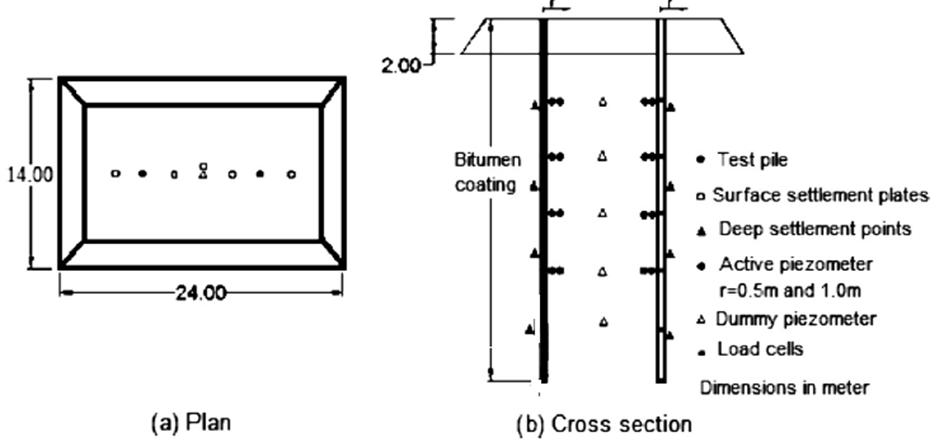 14.00
24.00
(a) Plan
r
r
2.00
Bitumen
coating
Test pile
Surface settlement plates
Deep settlement points
Active piezometer
r=0.5m and 1.0m
Dummy piezometer
Load cells
Dimensions in meter
(b) Cross section